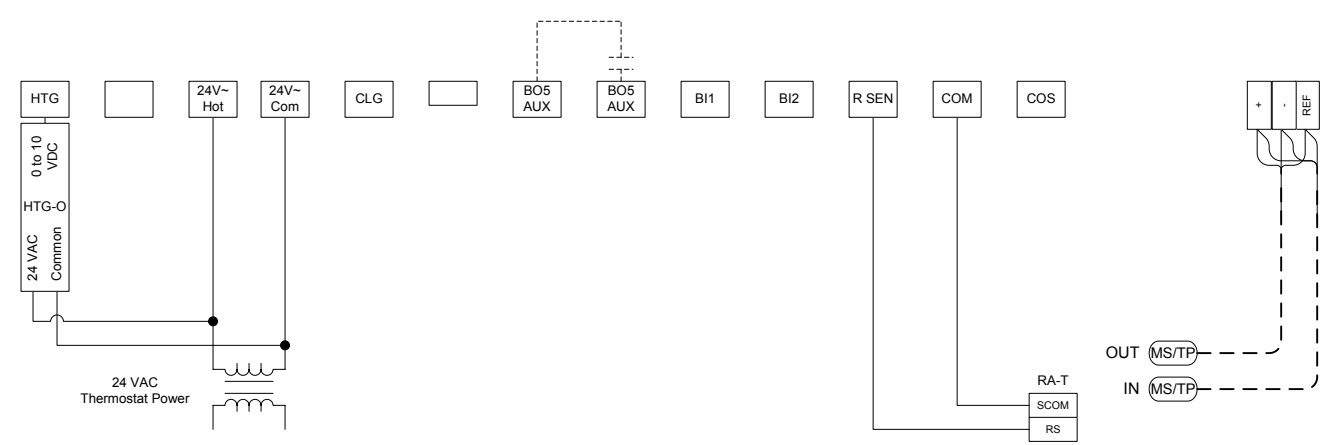 HTG
24V~
Hot
24V~
Com
CLG
BO5
AUX
BO5
AUX
BI1
BI2
R SEN
COM
COS
+
-
REF
0 to 10
VDC
HTG-O
24 VAC
Common
24 VAC
Thermostat Power
OUT
MS/TP
IN
MS/TP
RA-T
SCOM
RS